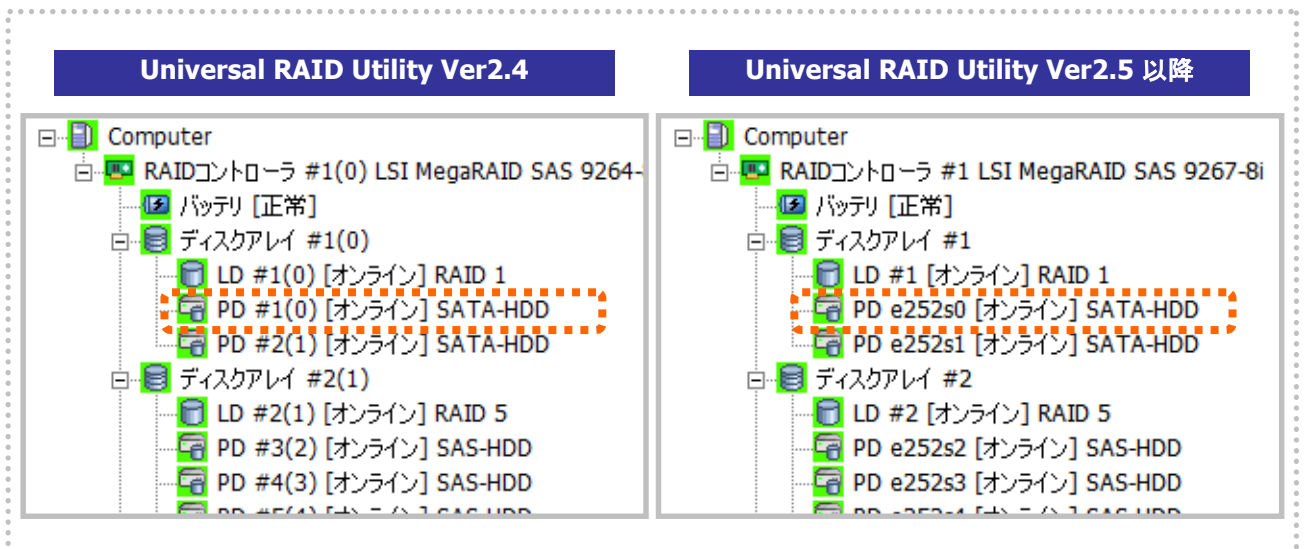 Universal RAID Utility Ver2.4
Computer
RAIDコントローラ #1(0) LSI MegaRAID SAS 9264-
バッテリ [正常]
ディスクアレイ #1(0)
LD #1(0) [オンライン] RAID 1
PD #1(0) [オンライン] SATA-HDD
PD #2(1) [オンライン] SATA-HDD
ディスクアレイ #2(1)
LD #2(1) [オンライン] RAID 5
PD #3(2) [オンライン] SAS-HDD
PD #4(3) [オンライン] SAS-HDD
Universal RAID Utility Ver2.5 以降
Computer
RAIDコントローラ #1 LSI MegaRAID SAS 9267-8i
バッテリ [正常]
ディスクアレイ #1
LD #1 [オンライン] RAID 1
PD e252s0 [オンライン] SATA-HDD
PD e252s1 [オンライン] SATA-HDD
ディスクアレイ #2
LD #2 [オンライン] RAID 5
PD e252s2 [オンライン] SAS-HDD
PD e252s3 [オンライン] SAS-HDD